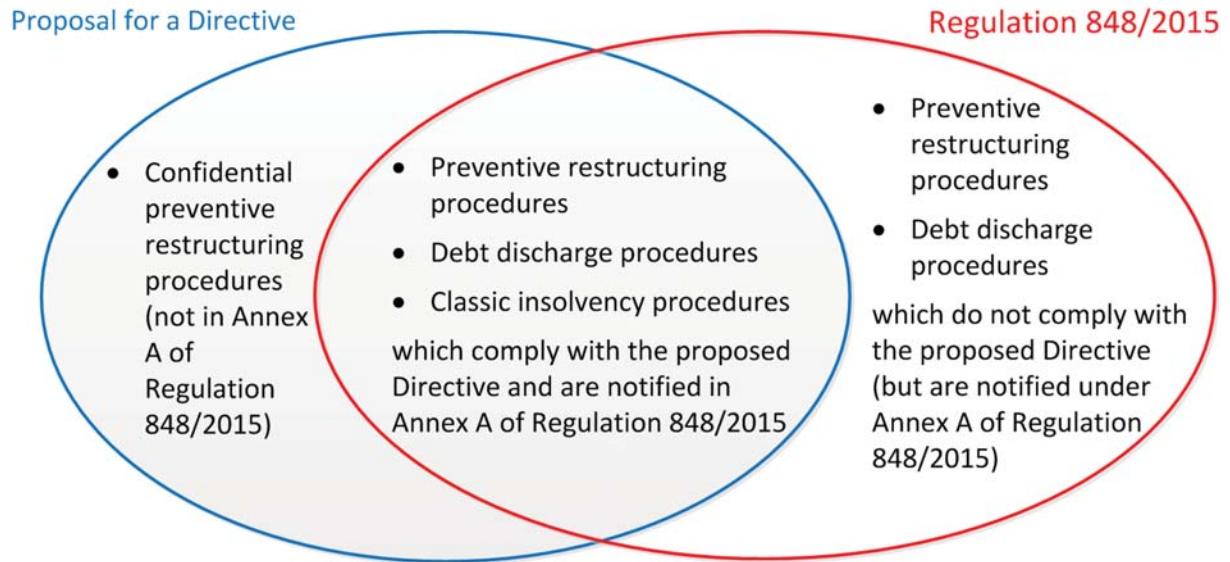 Proposal for a Directive
Regulation 848/2015
• Confidential
preventive
restructuring
procedures
(not in Annex
A of
Regulation
848/2015)
• Preventive restructuring
procedures
• Debt discharge procedures
• Classic insolvency procedures
which comply with the proposed
Directive and are notified in
Annex A of Regulation 848/2015
• Preventive
restructuring
procedures
• Debt discharge
procedures
which do not comply with
the proposed Directive
(but are notified under
Annex A of Regulation
848/2015)